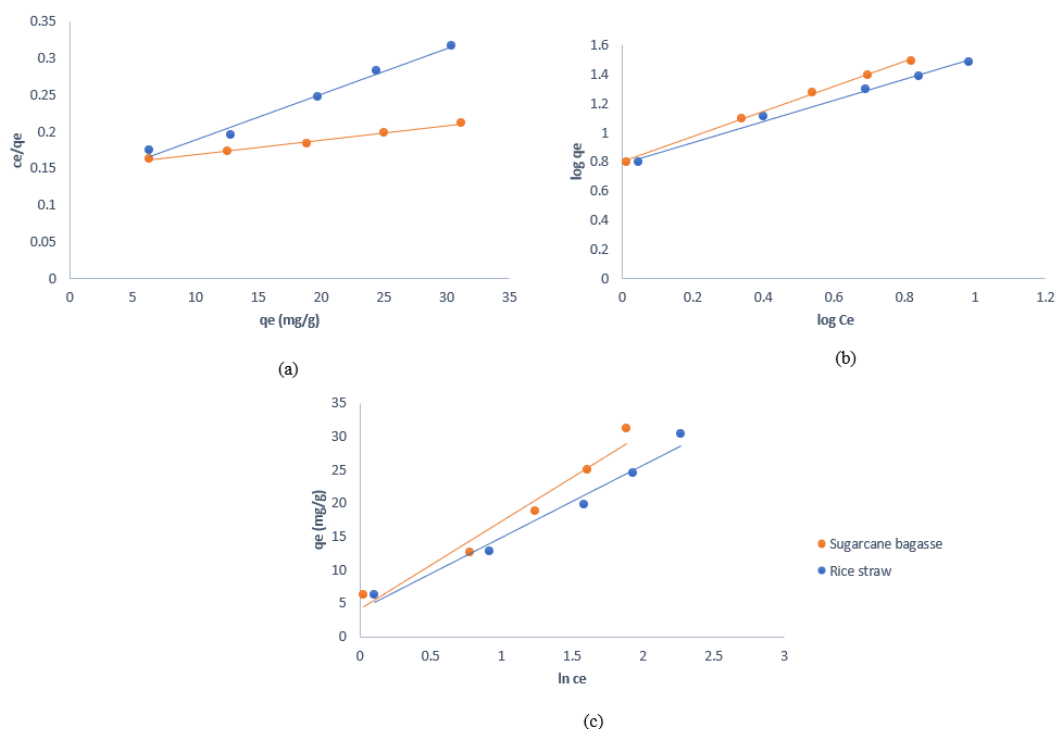 0.35
0.3
0.25
0.2
0.15
0.1
0.05
0
ce/qe
0 5 10 15 20 25 30 35
qe (mg/g)
(a)
1.6
1.4
1.2
1
0.8
0.6
0.4
0.2
0
log qe
0 0.2 0.4 0.6 0.8 1 1.2
log Ce
(b)
35
30
25
20
15
10
5
0
qe (mg/g)
0 0.5 1 1.5 2 2.5 3
ln ce
Sugarcane bagasse
Rice straw
(c)